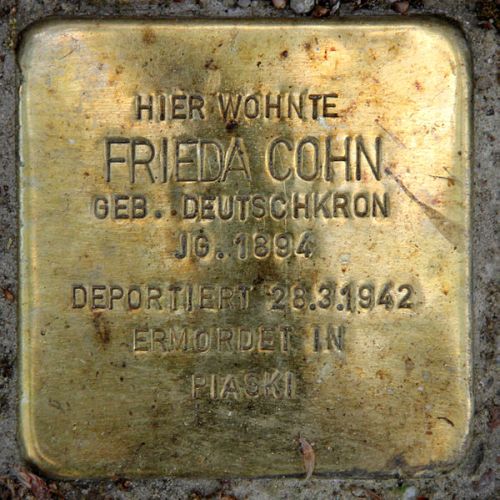 HIER WOHNTE
FRIEDA COHN
GEB. DEUTSCHKRON
JG. 1894
DEPORTIERT 28.3.1942
ERMORDET IN
PIASKI